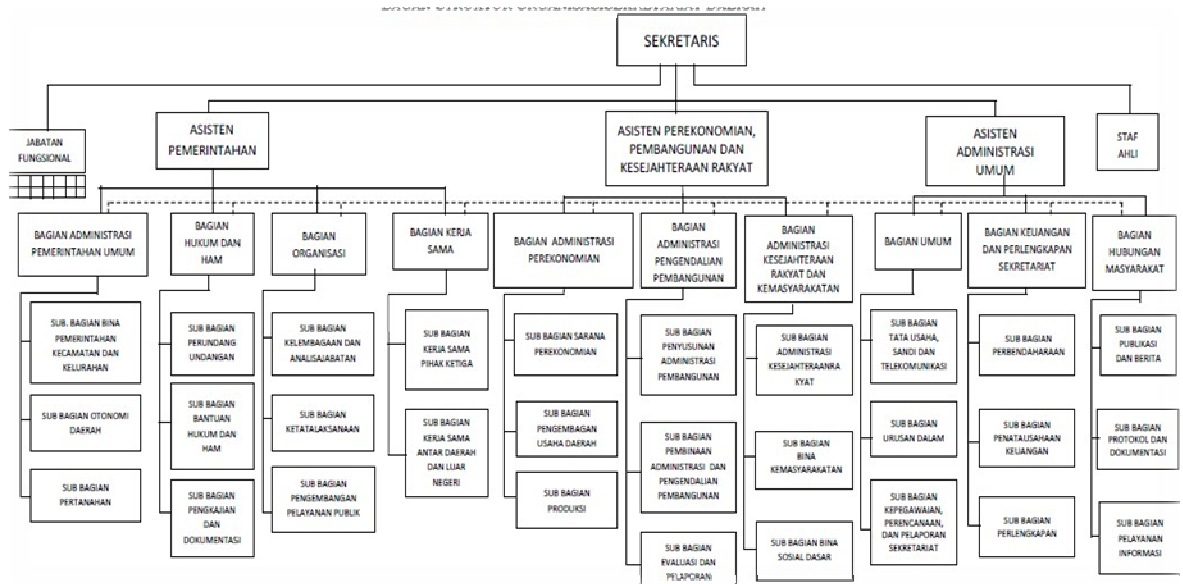 SEKRETARIS
JABATAN
FUNGSIONAL
ASISTEN
PEMERINTAHAN
ASISTEN PEREKONOMIAN,
PEMBANGUNAN DAN
KESEJAHTERAAN RAKYAT
ASISTEN
ADMINISTRASI
UMUM
STAF
AHLI
BAGIAN ADMINISTRASI
PEMERINTAHAN UMUM
BAGIAN
HUKUM DAN
HAM
BAGIAN
ORGANISASI
BAGIAN KERJA
SAMA
BAGIAN ADMINISTRASI
PEREKONOMIAN
BAGIAN
ADMINISTRASI
PENGENDALIAN
PEMBANGUNAN
BAGIAN
ADMINISTRASI
KESEJAHTERAAN
RAKYAT DAN
KEMASYARAKATAN
BAGIAN UMUM
BAGIAN KEUANGAN
DAN PERLENGKAPAN
SEKRETARIAT
BAGIAN
HUBUNGAN
MASYARAKAT
SUB. BAGIAN BINA
PEMERINTAHAN
KECAMATAN DAN
KELURAHAN
SUB BAGIAN
PERUNDANG
UNDANGAN
SUB BAGIAN
KELEMBAGAAN DAN
ANALISAJABATAN
SUB BAGIAN
KERJA SAMA
PIHAK KETIGA
SUB BAGIAN SARANA
PEREKONOMIAN
SUB BAGIAN
PENYUSUNAN
ADMINISTRASI
PEMBANGUNAN
SUB BAGIAN
ADMINISTRASI
KESEJAHTERAANRA
KYAT
SUB BAGIAN
TATA USAHA,
SANDI DAN
TELEKOMUNIKASI
SUB BAGIAN
PERBENDAHARAAN
SUB BAGIAN
PUBLIKASI
DAN BERITA
SUB BAGIAN OTONOMI
DAERAH
SUB BAGIAN
BANTUAN
HUKUM DAN
HAM
SUB BAGIAN
KETATALAKSANAAN
SUB BAGIAN
KERJA SAMA
ANTAR DAERAH
DAN LUAR
NEGERI
SUB BAGIAN
PENGEMBAGAN
USAHA DAERAH
SUB BAGIAN
PEMBINAAN
ADMINISTRASI DAN
PENGENDALIAN
PEMBANGUNAN
SUB BAGIAN
BINA
KEMASYARAKATAN
SUB BAGIAN
URUSAN DALAM
SUB BAGIAN
PENATAUSAHAAN
KEUANGAN
SUB BAGIAN
PROTOKOL DAN
DOKUMENTASI
SUB BAGIAN
PERTANAHAN
SUB BAGIAN
PENGKAJIAN
DAN
DOKUMENTASI
SUB BAGIAN
PENGEMBANGAN
PELAYANAN PUBLIK
SUB BAGIAN
PRODUKSI
SUB BAGIAN
EVALUASI DAN
PELAPORAN
SUB BAGIAN BINA
SOSIAL DASAR
SUB BAGIAN
KEPEGAWAIAN,
PERENCANAAN,
DAN PELAPORAN
SEKRETARIAT
SUB BAGIAN
PERLENGKAPAN
SUB BAGIAN
PELAYANAN
INFORMASI